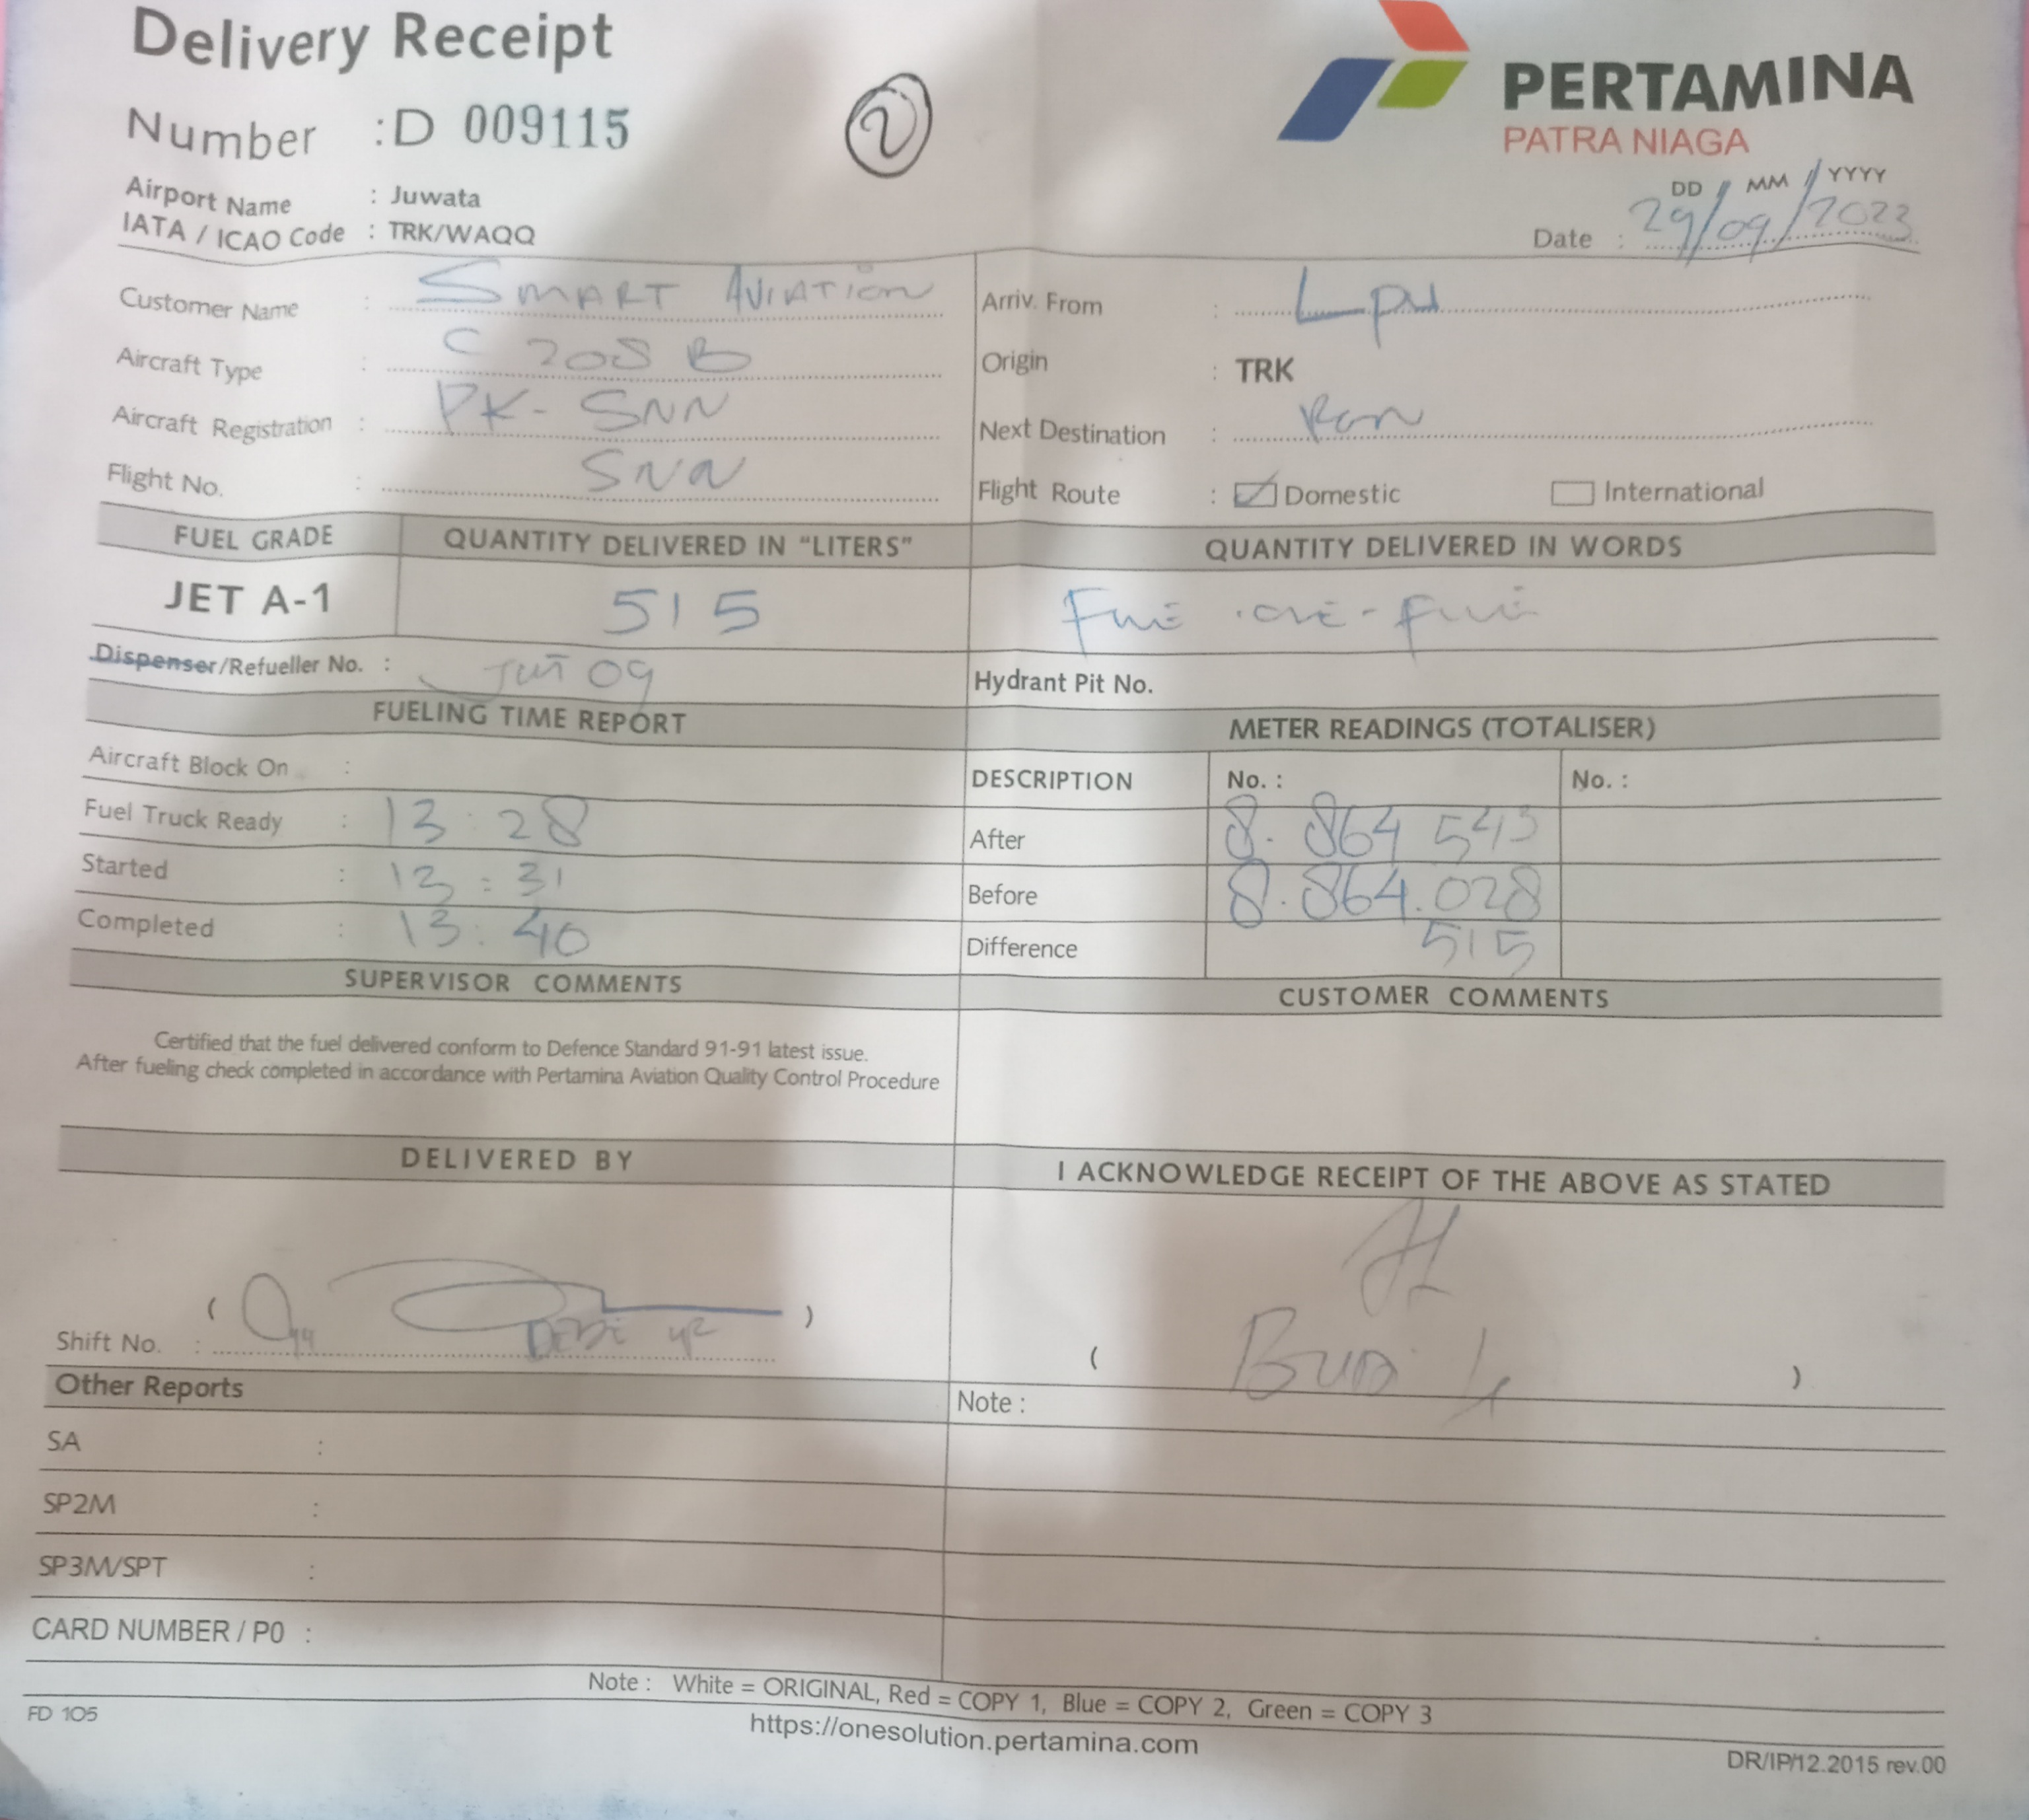 Delivery Receipt
PERTAMINA
PATRA NIAGA
Number : D 009115
2
Airport Name : Juwata
IATA / ICAO Code : TRK/WAQQ
DD / MM / YYYY
Date : 29/09/2023
Customer Name : SMART AVIATION
Arriv. From : Lpu
Aircraft Type : C 208 B
Origin : TRK
Aircraft Registration : PK-SNN
Next Destination :
Flight No. : SNN
Flight Route : Domestic International
FUEL GRADE QUANTITY DELIVERED IN "LITERS" QUANTITY DELIVERED IN WORDS
JET A-1 515 Five . one - five
Dispenser/Refueller No. : 09
Hydrant Pit No.
FUELING TIME REPORT METER READINGS (TOTALISER)
Aircraft Block On :
DESCRIPTION No. : No. :
Fuel Truck Ready : 13:28
After 8.864 543
Started : 13:31
Before 8.864.028
Completed : 13:40
Difference 515
SUPERVISOR COMMENTS CUSTOMER COMMENTS
Certified that the fuel delivered conform to Defence Standard 91-91 latest issue.
After fueling check completed in accordance with Pertamina Aviation Quality Control Procedure
DELIVERED BY I ACKNOWLEDGE RECEIPT OF THE ABOVE AS STATED
( )
Shift No. :
( )
Other Reports
Note :
SA :
SP2M :
SP3M/SPT :
CARD NUMBER / P0 :
Note : White = ORIGINAL, Red = COPY 1, Blue = COPY 2, Green = COPY 3
FD 105
https://onesolution.pertamina.com
DR/IP/12.2015 rev.00